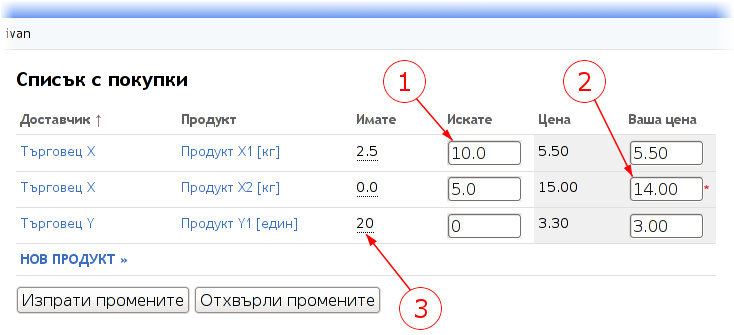 ivan
1 2
Списък с покупки
Доставчик ↑ Продукт Имате Искате Цена Ваша цена
Търговец X Продукт X1 [кг] 2.5 10.0 5.50 5.50
Търговец X Продукт X2 [кг] 0.0 5.0 15.00 14.00 *
Търговец Y Продукт Y1 [един] 20 0 3.30 3.00
НОВ ПРОДУКТ »
Изпрати промените Отхвърли промените
3